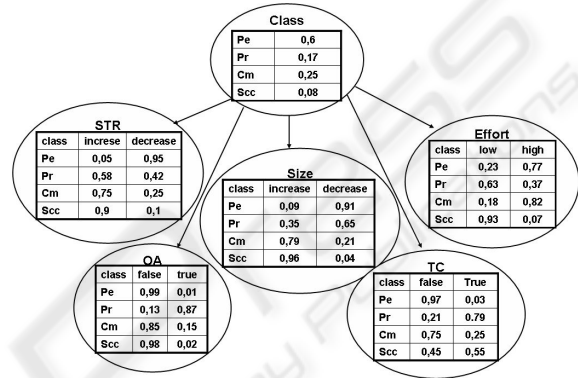 Class
Pe 0,6
Pr 0,17
Cm 0,25
Scc 0,08
STR
class increse decrease
Pe 0,05 0,95
Pr 0,58 0,42
Cm 0,75 0,25
Scc 0,9 0,1
Size
class increase decrease
Pe 0,09 0,91
Pr 0,35 0,65
Cm 0,79 0,21
Scc 0,96 0,04
Effort
class low high
Pe 0,23 0,77
Pr 0,63 0,37
Cm 0,18 0,82
Scc 0,93 0,07
OA
class false true
Pe 0,99 0,01
Pr 0,13 0,87
Cm 0,85 0,15
Scc 0,98 0,02
TC
class false True
Pe 0,97 0,03
Pr 0,21 0.79
Cm 0,75 0,25
Scc 0,45 0,55